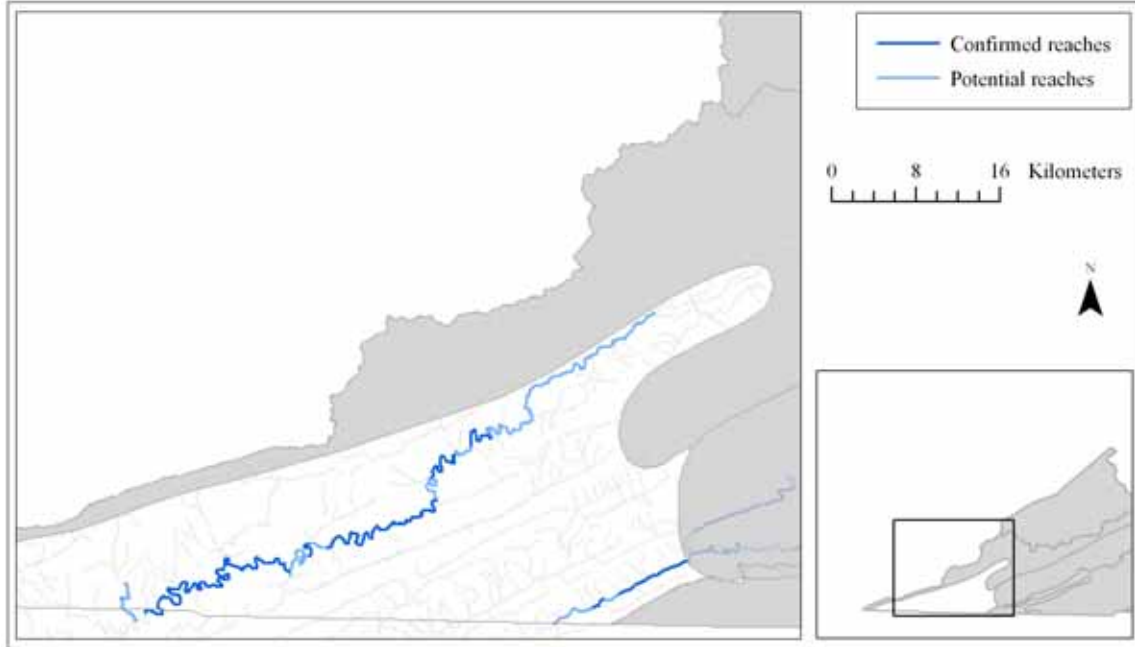 Confirmed reaches
Potential reaches
0 8 16 Kilometers
N